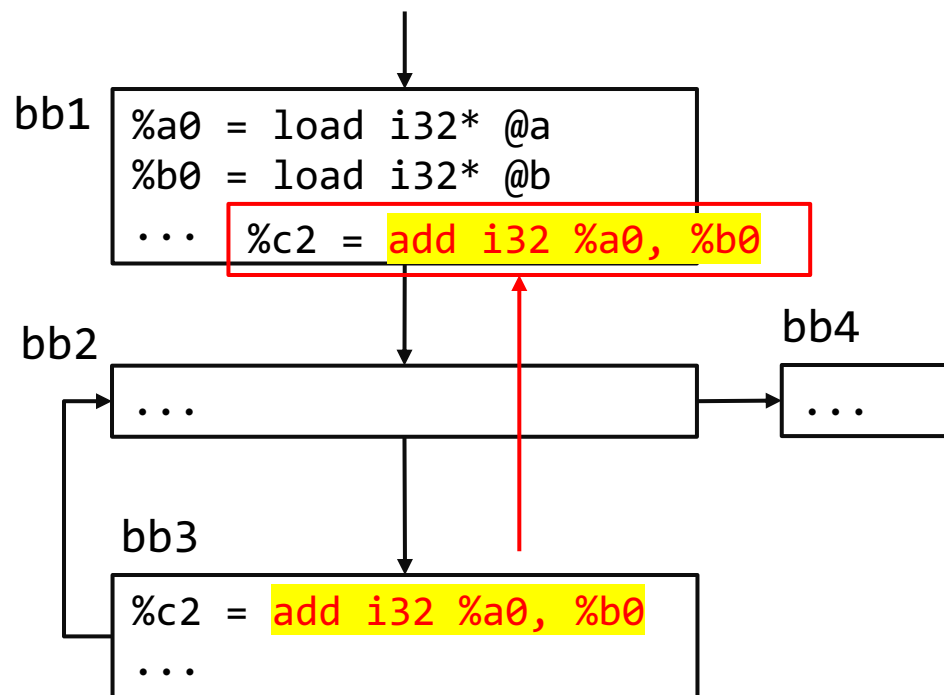 bb1
%a0 = load i32* @a
%b0 = load i32* @b
... %c2 = add i32 %a0, %b0
bb2
...
bb4
...
bb3
%c2 = add i32 %a0, %b0
...